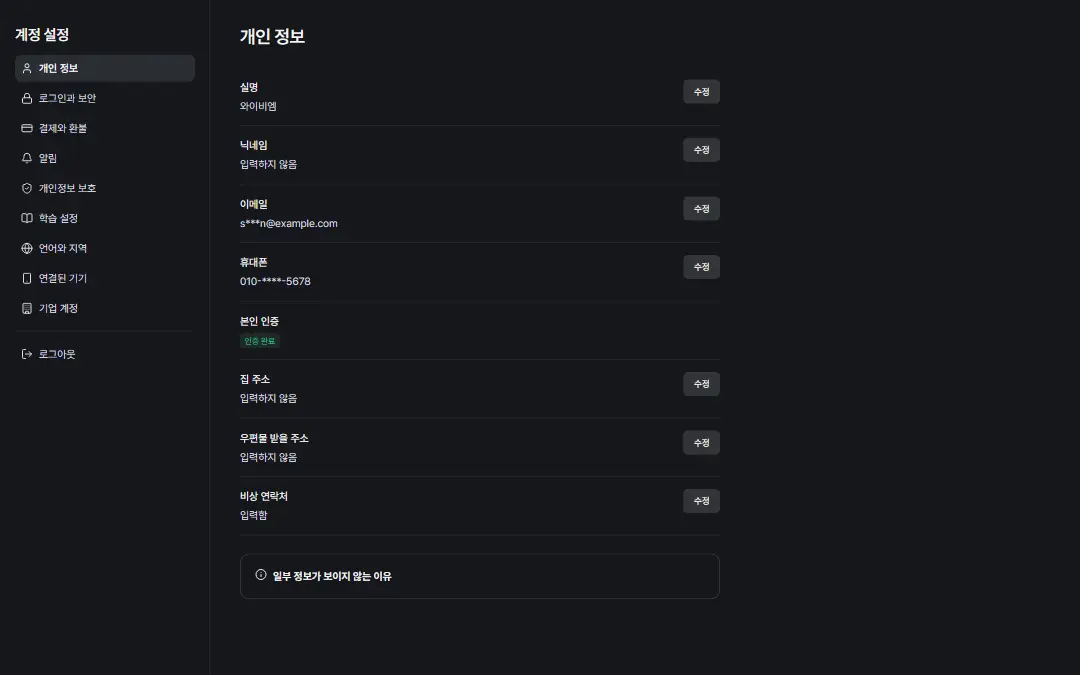 계정 설정
개인 정보
로그인과 보안
결제와 환불
알림
개인정보 보호
학습 설정
언어와 지역
연결된 기기
기업 계정
로그아웃
개인 정보
실명
수정
와이비엠
닉네임
수정
입력하지 않음
이메일
수정
s***n@example.com
휴대폰
수정
010-****-5678
본인 인증
인증 완료
집 주소
수정
입력하지 않음
우편물 받을 주소
수정
입력하지 않음
비상 연락처
수정
입력함
일부 정보가 보이지 않는 이유